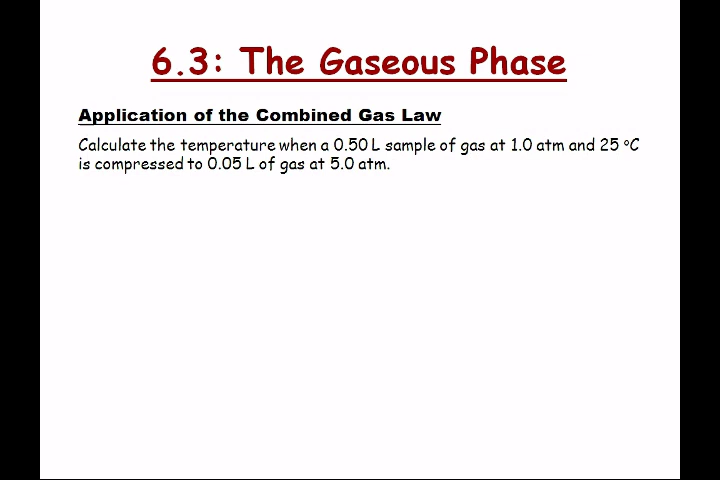 6.3: The Gaseous Phase
Application of the Combined Gas Law
Calculate the temperature when a 0.50 L sample of gas at 1.0 atm and 25 ºC
is compressed to 0.05 L of gas at 5.0 atm.